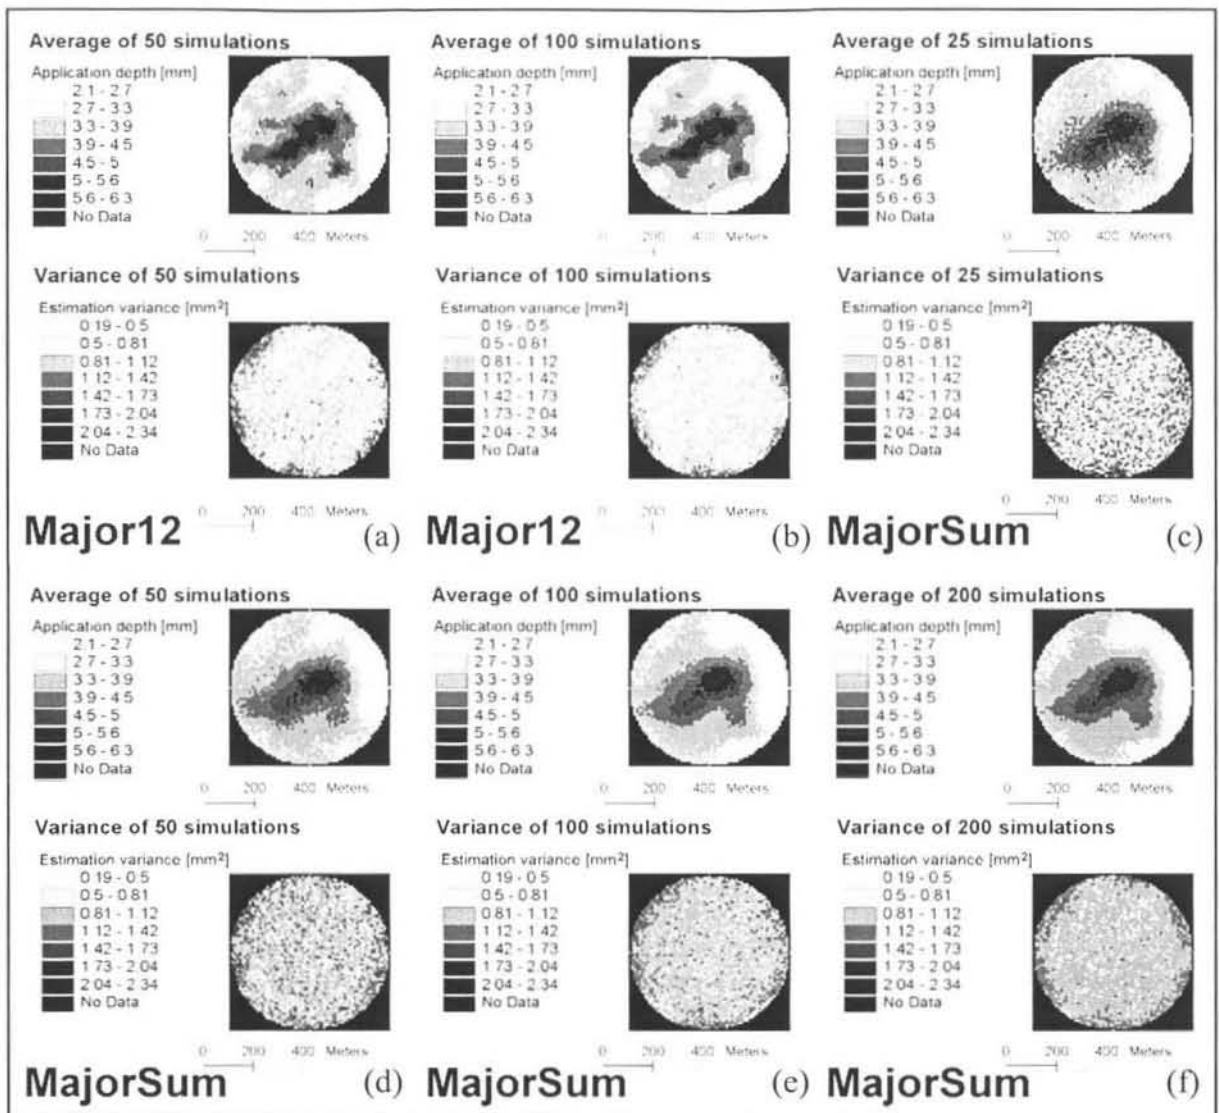 Average of 50 simulations
Application depth [mm]
2.1 - 2.7
2.7 - 3.3
3.3 - 3.9
3.9 - 4.5
4.5 - 5
5 - 5.6
5.6 - 6.3
No Data
0 200 400 Meters
Variance of 50 simulations
Estimation variance [mm²]
0.19 - 0.5
0.5 - 0.81
0.81 - 1.12
1.12 - 1.42
1.42 - 1.73
1.73 - 2.04
2.04 - 2.34
No Data
0 200 400 Meters
Major12 (a)
Average of 100 simulations
Application depth [mm]
2.1 - 2.7
2.7 - 3.3
3.3 - 3.9
3.9 - 4.5
4.5 - 5
5 - 5.6
5.6 - 6.3
No Data
0 200 400 Meters
Variance of 100 simulations
Estimation variance [mm²]
0.19 - 0.5
0.5 - 0.81
0.81 - 1.12
1.12 - 1.42
1.42 - 1.73
1.73 - 2.04
2.04 - 2.34
No Data
0 200 400 Meters
Major12 (b)
Average of 25 simulations
Application depth [mm]
2.1 - 2.7
2.7 - 3.3
3.3 - 3.9
3.9 - 4.5
4.5 - 5
5 - 5.6
5.6 - 6.3
No Data
0 200 400 Meters
Variance of 25 simulations
Estimation variance [mm²]
0.19 - 0.5
0.5 - 0.81
0.81 - 1.12
1.12 - 1.42
1.42 - 1.73
1.73 - 2.04
2.04 - 2.34
No Data
0 200 400 Meters
MajorSum (c)
Average of 50 simulations
Application depth [mm]
2.1 - 2.7
2.7 - 3.3
3.3 - 3.9
3.9 - 4.5
4.5 - 5
5 - 5.6
5.6 - 6.3
No Data
0 200 400 Meters
Variance of 50 simulations
Estimation variance [mm²]
0.19 - 0.5
0.5 - 0.81
0.81 - 1.12
1.12 - 1.42
1.42 - 1.73
1.73 - 2.04
2.04 - 2.34
No Data
0 200 400 Meters
MajorSum (d)
Average of 100 simulations
Application depth [mm]
2.1 - 2.7
2.7 - 3.3
3.3 - 3.9
3.9 - 4.5
4.5 - 5
5 - 5.6
5.6 - 6.3
No Data
0 200 400 Meters
Variance of 100 simulations
Estimation variance [mm²]
0.19 - 0.5
0.5 - 0.81
0.81 - 1.12
1.12 - 1.42
1.42 - 1.73
1.73 - 2.04
2.04 - 2.34
No Data
0 200 400 Meters
MajorSum (e)
Average of 200 simulations
Application depth [mm]
2.1 - 2.7
2.7 - 3.3
3.3 - 3.9
3.9 - 4.5
4.5 - 5
5 - 5.6
5.6 - 6.3
No Data
0 200 400 Meters
Variance of 200 simulations
Estimation variance [mm²]
0.19 - 0.5
0.5 - 0.81
0.81 - 1.12
1.12 - 1.42
1.42 - 1.73
1.73 - 2.04
2.04 - 2.34
No Data
0 200 400 Meters
MajorSum (f)